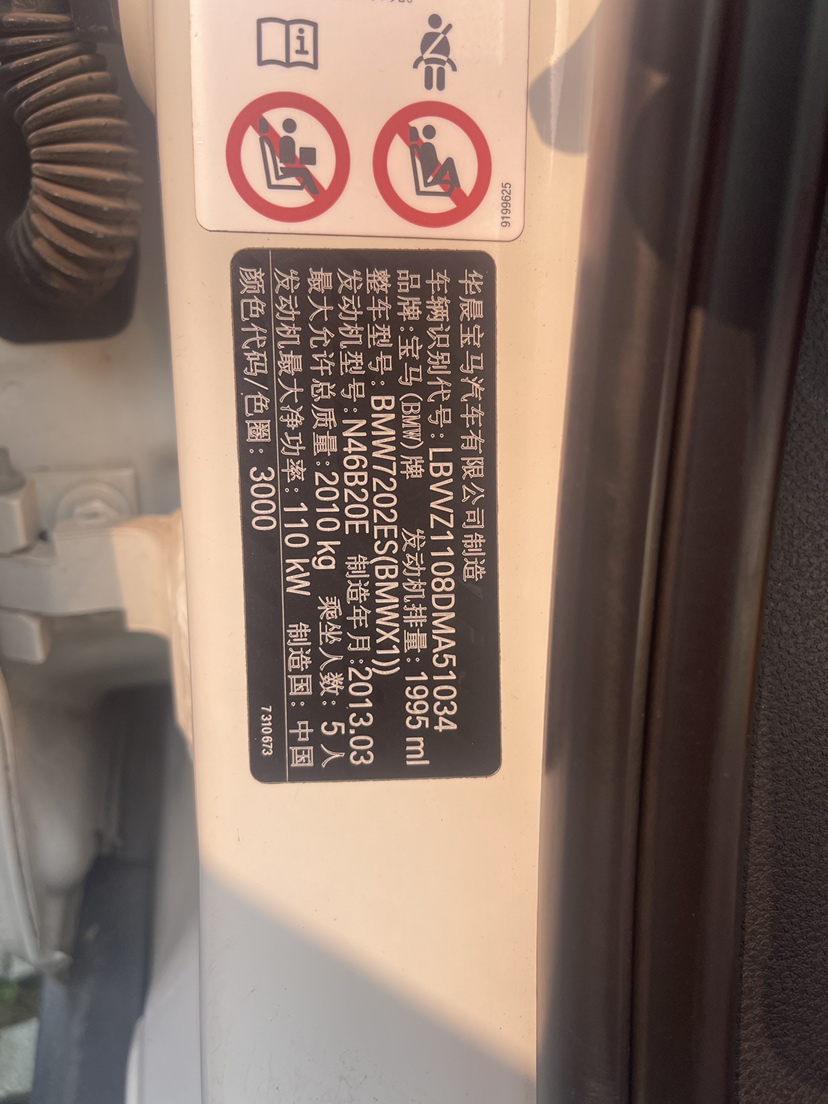 9199625
华晨宝马汽车有限公司制造
车辆识别代号:LBVVZ1108DMA51034
品牌:宝马(BMW)牌 发动机排量:1995 ml
整车型号:BMW7202ES(BMWX1))
发动机型号:N46B20E 制造年月:2013.03
最大允许总质量:2010 kg 乘坐人数:5 人
发动机最大净功率:110 kW 制造国:中国
颜色代码/色圈:3000
7310673